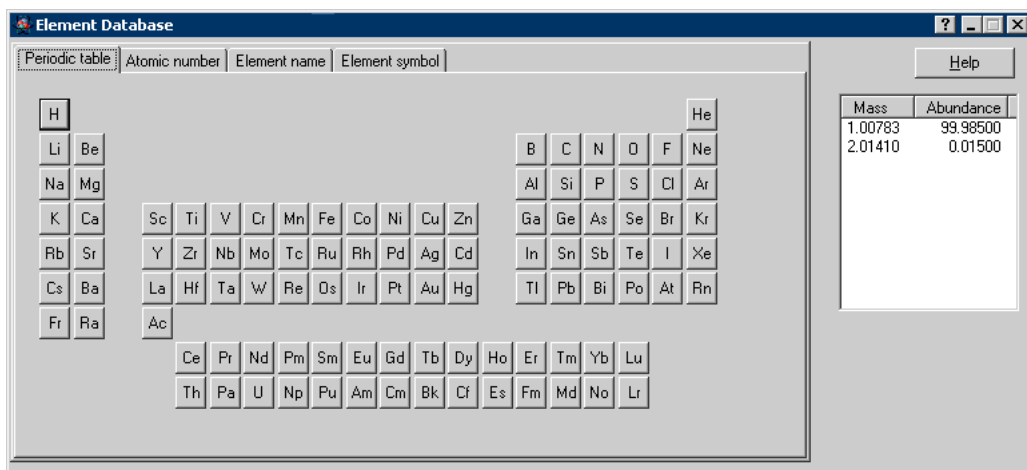 Element Database
Periodic table Atomic number Element name Element symbol
Help
H He
Li Be B C N O F Ne
Na Mg Al Si P S Cl Ar
K Ca Sc Ti V Cr Mn Fe Co Ni Cu Zn Ga Ge As Se Br Kr
Rb Sr Y Zr Nb Mo Tc Ru Rh Pd Ag Cd In Sn Sb Te I Xe
Cs Ba La Hf Ta W Re Os Ir Pt Au Hg Tl Pb Bi Po At Rn
Fr Ra Ac
Ce Pr Nd Pm Sm Eu Gd Tb Dy Ho Er Tm Yb Lu
Th Pa U Np Pu Am Cm Bk Cf Es Fm Md No Lr
Mass Abundance
1.00783 99.98500
2.01410 0.01500